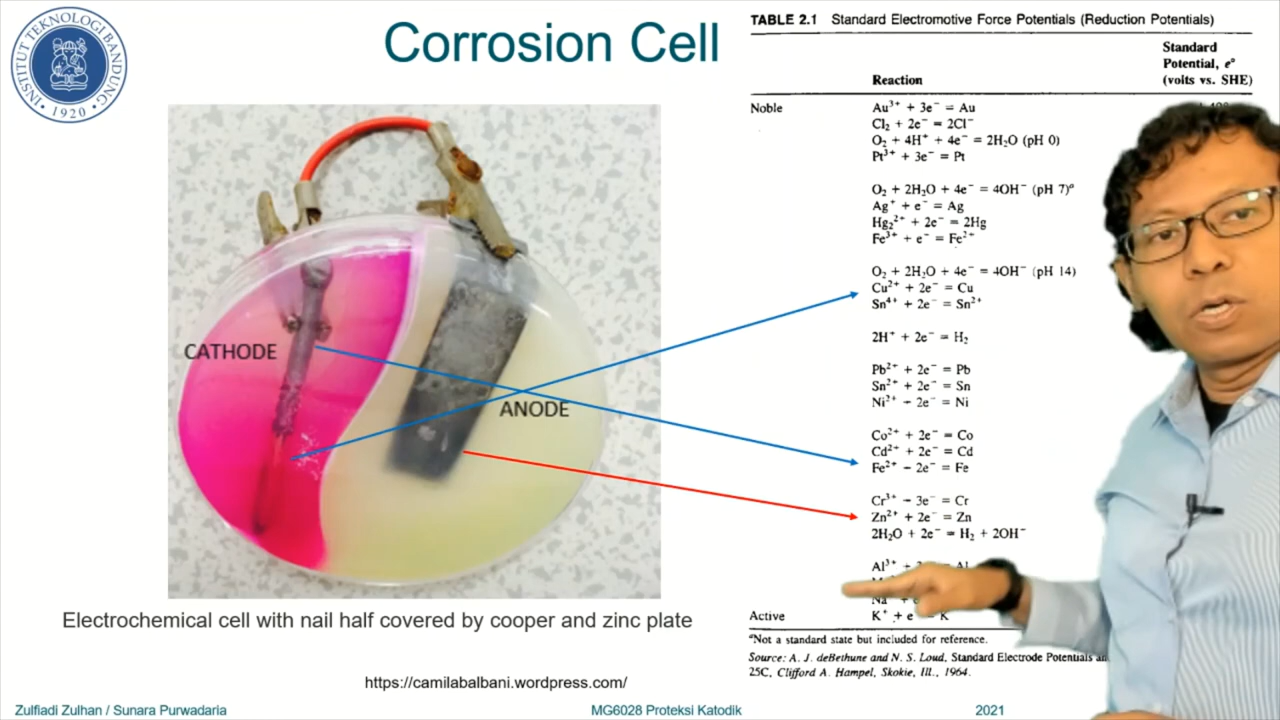 INSTITUT TEKNOLOGI BANDUNG
1920
Corrosion Cell
TABLE 2.1 Standard Electromotive Force Potentials (Reduction Potentials)
Standard
Potential, e°
Reaction (volts vs. SHE)
Noble Au³⁺ + 3e⁻ = Au
Cl₂ + 2e⁻ = 2Cl⁻
O₂ + 4H⁺ + 4e⁻ = 2H₂O (pH 0)
Pt³⁺ + 3e⁻ = Pt
O₂ + 2H₂O + 4e⁻ = 4OH⁻ (pH 7)ᵃ
Ag⁺ + e⁻ = Ag
Hg₂²⁺ + 2e⁻ = 2Hg
Fe³⁺ + e⁻ = Fe²⁺
O₂ + 2H₂O + 4e⁻ = 4OH⁻ (pH 14)
Cu²⁺ + 2e⁻ = Cu
Sn⁴⁺ + 2e⁻ = Sn²⁺
2H⁺ + 2e⁻ = H₂
Pb²⁺ + 2e⁻ = Pb
Sn²⁺ + 2e⁻ = Sn
Ni²⁺ + 2e⁻ = Ni
Co²⁺ + 2e⁻ = Co
Cd²⁺ + 2e⁻ = Cd
Fe²⁺ + 2e⁻ = Fe
Cr³⁺ + 3e⁻ = Cr
Zn²⁺ + 2e⁻ = Zn
2H₂O + 2e⁻ = H₂ + 2OH⁻
Al³⁺ + Al
Na⁺ + e
Active K⁺ + e⁻ K
ᵃNot a standard state but included for reference.
Source: A. J. deBethune and N. S. Loud, Standard Electrode Potentials
25C, Clifford A. Hampel, Skokie, Ill., 1964.
CATHODE
ANODE
Electrochemical cell with nail half covered by cooper and zinc plate
https://camilabalbani.wordpress.com/
Zulfiadi Zulhan / Sunara Purwadaria MG6028 Proteksi Katodik 2021